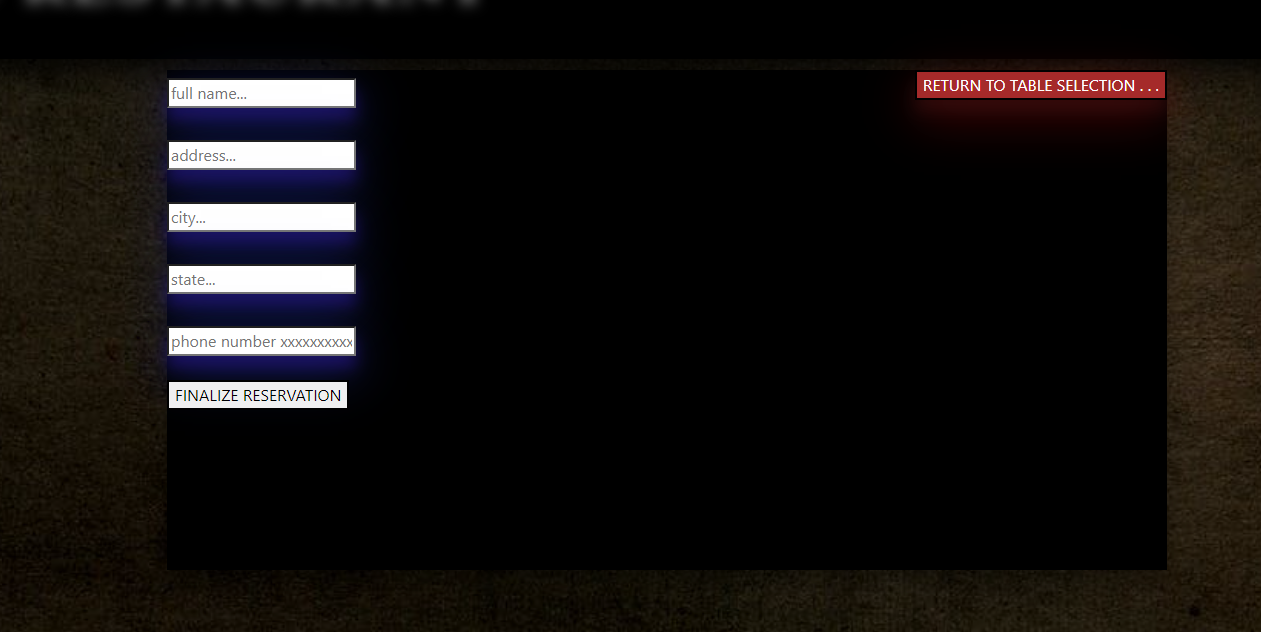 RETURN TO TABLE SELECTION . . .
full name...
address...
city...
state...
phone number xxxxxxxxxx
FINALIZE RESERVATION